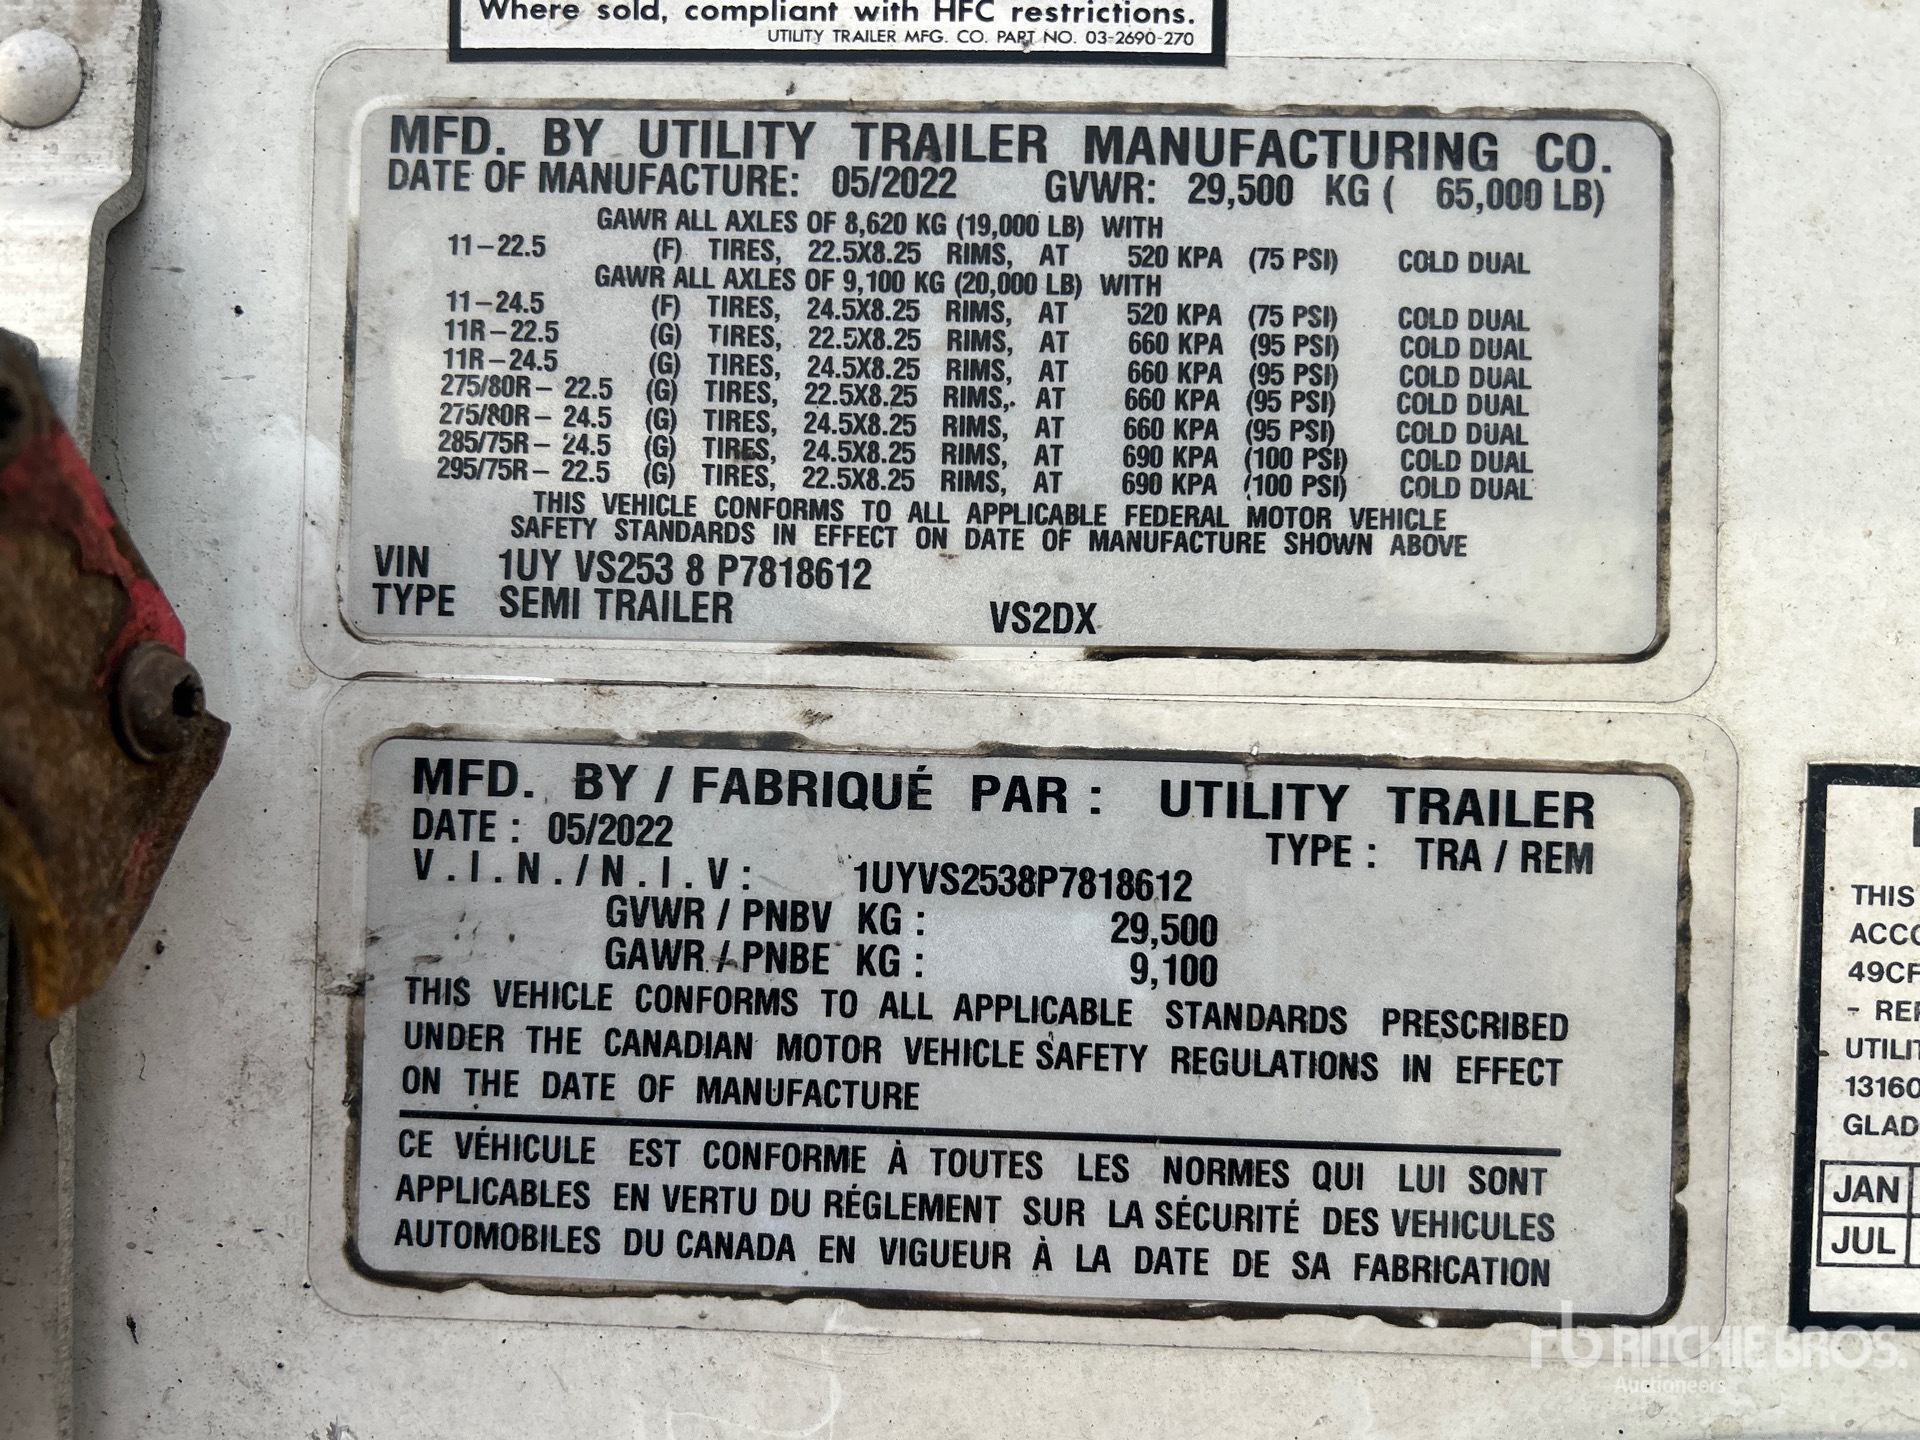 Where sold, compliant with HFC restrictions.
UTILITY TRAILER MFG. CO. PART NO. 03-2690-270
MFD. BY UTILITY TRAILER MANUFACTURING CO.
DATE OF MANUFACTURE: 05/2022 GVWR: 29,500 KG ( 65,000 LB)
GAWR ALL AXLES OF 8,620 KG (19,000 LB) WITH
11-22.5 (F) TIRES, 22.5X8.25 RIMS, AT 520 KPA (75 PSI) COLD DUAL
GAWR ALL AXLES OF 9,100 KG (20,000 LB) WITH
11-24.5 (F) TIRES, 24.5X8.25 RIMS, AT 520 KPA (75 PSI) COLD DUAL
11R-22.5 (G) TIRES, 22.5X8.25 RIMS, AT 660 KPA (95 PSI) COLD DUAL
11R-24.5 (G) TIRES, 24.5X8.25 RIMS, AT 660 KPA (95 PSI) COLD DUAL
275/80R-22.5 (G) TIRES, 22.5X8.25 RIMS, AT 660 KPA (95 PSI) COLD DUAL
275/80R-24.5 (G) TIRES, 24.5X8.25 RIMS, AT 660 KPA (95 PSI) COLD DUAL
285/75R-24.5 (G) TIRES, 24.5X8.25 RIMS, AT 690 KPA (100 PSI) COLD DUAL
295/75R-22.5 (G) TIRES, 22.5X8.25 RIMS, AT 690 KPA (100 PSI) COLD DUAL
THIS VEHICLE CONFORMS TO ALL APPLICABLE FEDERAL MOTOR VEHICLE
SAFETY STANDARDS IN EFFECT ON DATE OF MANUFACTURE SHOWN ABOVE
VIN 1UY VS253 8 P7818612
TYPE SEMI TRAILER VS2DX
MFD. BY / FABRIQUÉ PAR : UTILITY TRAILER
DATE : 05/2022 TYPE : TRA / REM
V.I.N./N.I.V: 1UYVS2538P7818612
GVWR / PNBV KG : 29,500
GAWR / PNBE KG : 9,100
THIS VEHICLE CONFORMS TO ALL APPLICABLE STANDARDS PRESCRIBED
UNDER THE CANADIAN MOTOR VEHICLE SAFETY REGULATIONS IN EFFECT
ON THE DATE OF MANUFACTURE
CE VÉHICULE EST CONFORME À TOUTES LES NORMES QUI LUI SONT
APPLICABLES EN VERTU DU RÉGLEMENT SUR LA SÉCURITÉ DES VEHICULES
AUTOMOBILES DU CANADA EN VIGUEUR À LA DATE DE SA FABRICATION
THIS
49CF
UTILI
13160
GLAD
JAN
JUL
rb RITCHIE BROS.
Auctioneers